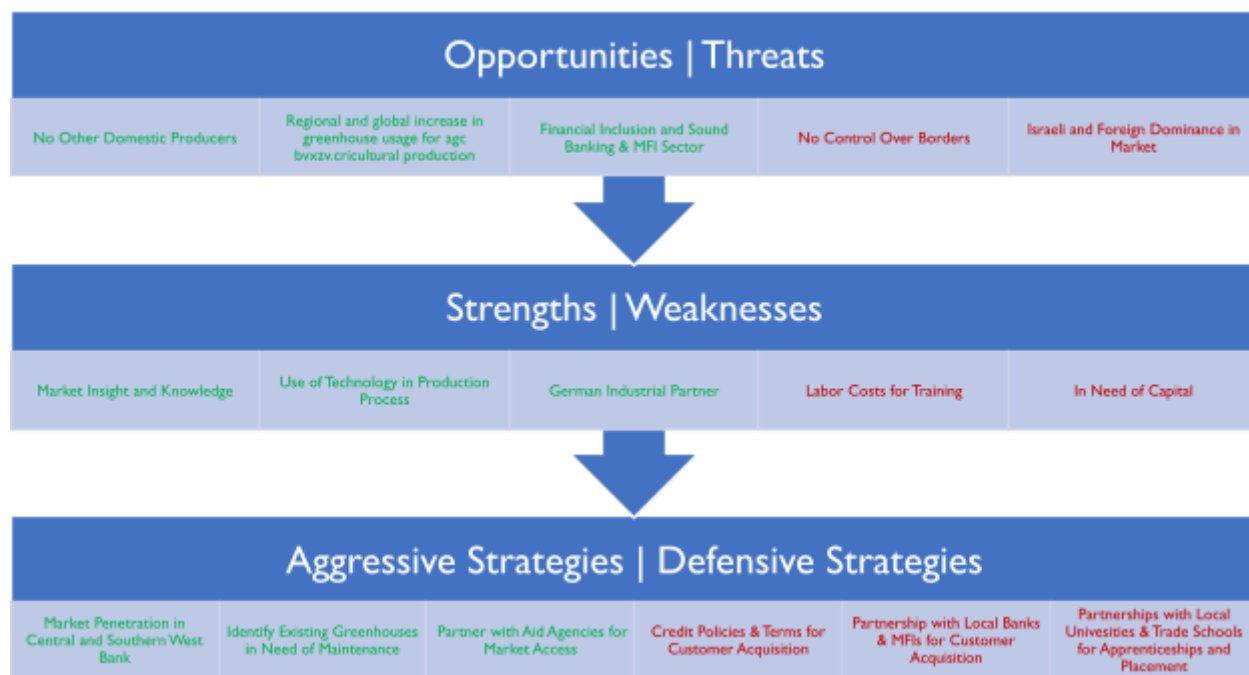 Opportunities | Threats
No Other Domestic Producers
Regional and global increase in
greenhouse usage for agc
bvxzv.cricultural production
Financial Inclusion and Sound
Banking & MFI Sector
No Control Over Borders
Israeli and Foreign Dominance in
Market
Strengths | Weaknesses
Market Insight and Knowledge
Use of Technology in Production
Process
German Industrial Partner
Labor Costs for Training
In Need of Capital
Aggressive Strategies | Defensive Strategies
Market Penetration in
Central and Southern West
Bank
Identify Existing Greenhouses
in Need of Maintenance
Partner with Aid Agencies for
Market Access
Credit Policies & Terms for
Customer Acquisition
Partnership with Local Banks
& MFIs for Customer
Acquisition
Partnerships with Local
Univesities & Trade Schools
for Apprenticeships and
Placement